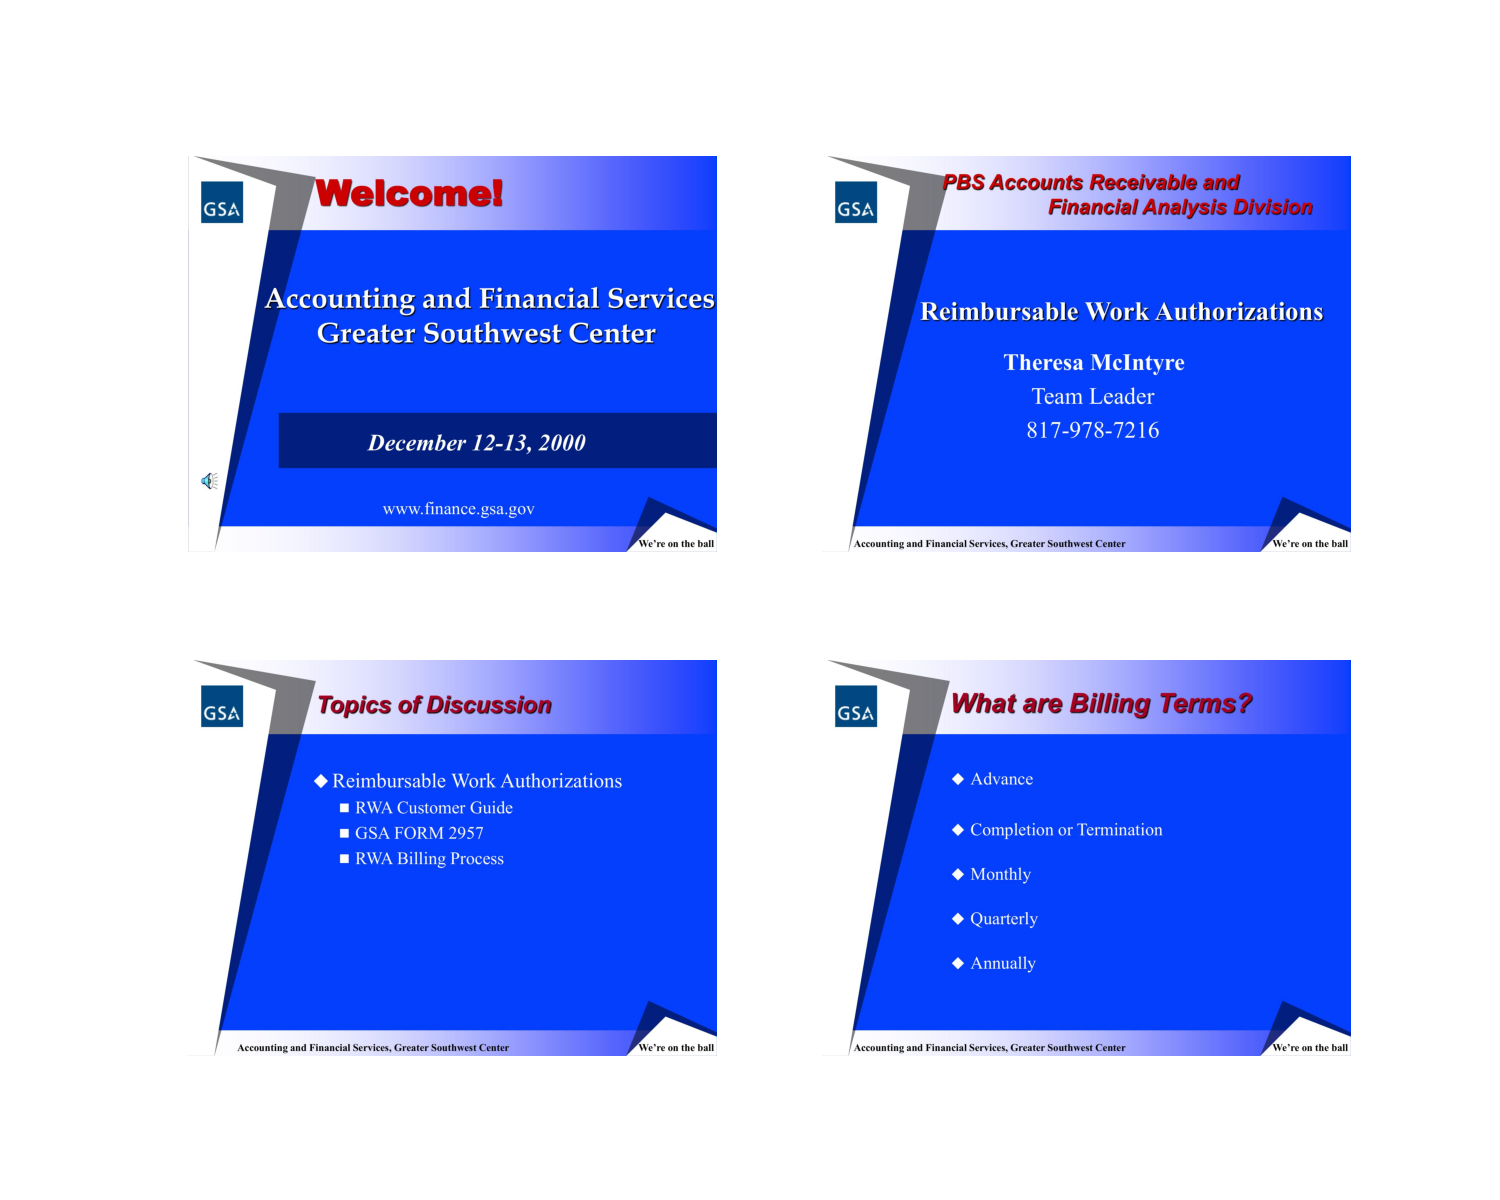 GSA
Welcome!
Accounting and Financial Services
Greater Southwest Center
December 12-13, 2000
www.finance.gsa.gov
We're on the ball
GSA
PBS Accounts Receivable and
Financial Analysis Division
Reimbursable Work Authorizations
Theresa McIntyre
Team Leader
817-978-7216
Accounting and Financial Services, Greater Southwest Center
We're on the ball
GSA
Topics of Discussion
Reimbursable Work Authorizations
RWA Customer Guide
GSA FORM 2957
RWA Billing Process
Accounting and Financial Services, Greater Southwest Center
We're on the ball
GSA
What are Billing Terms?
Advance
Completion or Termination
Monthly
Quarterly
Annually
Accounting and Financial Services, Greater Southwest Center
We're on the ball